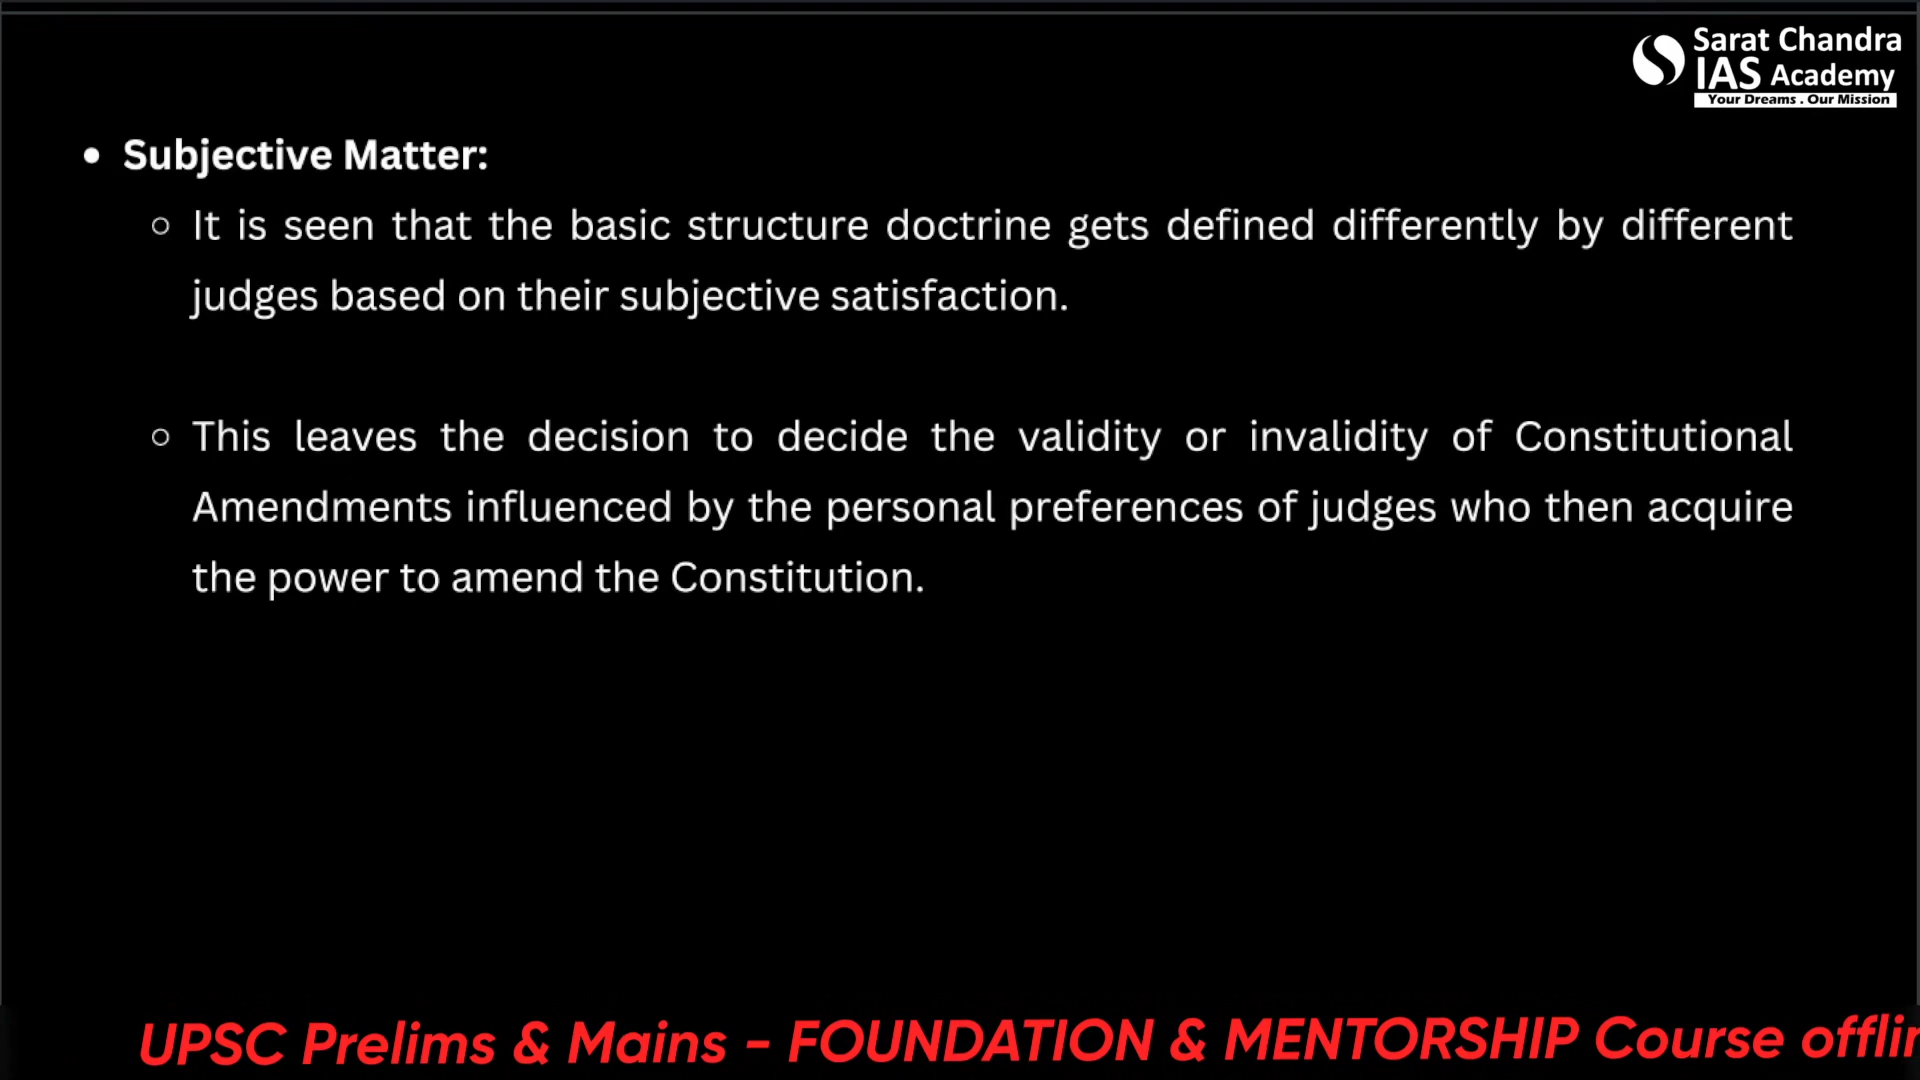 Sarat Chandra
IAS Academy
Your Dreams . Our Mission
• Subjective Matter:
○ It is seen that the basic structure doctrine gets defined differently by different
judges based on their subjective satisfaction.
○ This leaves the decision to decide the validity or invalidity of Constitutional
Amendments influenced by the personal preferences of judges who then acquire
the power to amend the Constitution.
UPSC Prelims & Mains - FOUNDATION & MENTORSHIP Course